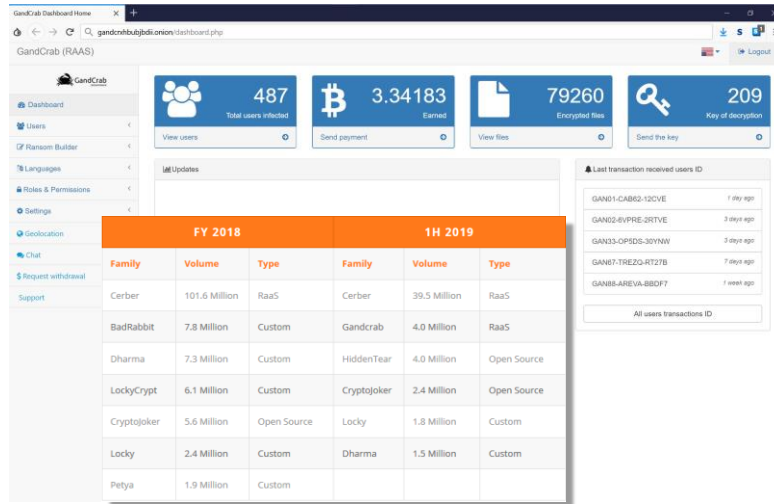 GandCrab Dashboard Home
gandcrhbubjbdii.onion/dashboard.php
GandCrab (RAAS)
Logout
GandCrab
Dashboard
Users
Ransom Builder
Languages
Roles & Permissions
Settings
Geolocation
Chat
$ Request withdrawal
Support
487
Total users infected
View users
3.34183
Earned
Send payment
79260
Encrypted files
View files
209
Key of decryption
Send the key
Updates
Last transaction received users ID
GAN01-CAB62-12CVE 1 day ago
GAN02-6VPRE-2RTVE 3 days ago
GAN33-OP5DS-30YNW 3 days ago
GAN67-TREZQ-RT27B 7 days ago
GAN88-AREVA-BBDF7 1 week ago
All users transactions ID
FY 2018 1H 2019
Family Volume Type Family Volume Type
Cerber 101.6 Million RaaS Cerber 39.5 Million RaaS
BadRabbit 7.8 Million Custom Gandcrab 4.0 Million RaaS
Dharma 7.3 Million Custom HiddenTear 4.0 Million Open Source
LockyCrypt 6.1 Million Custom CryptoJoker 2.4 Million Open Source
CryptoJoker 5.6 Million Open Source Locky 1.8 Million Custom
Locky 2.4 Million Custom Dharma 1.5 Million Custom
Petya 1.9 Million Custom